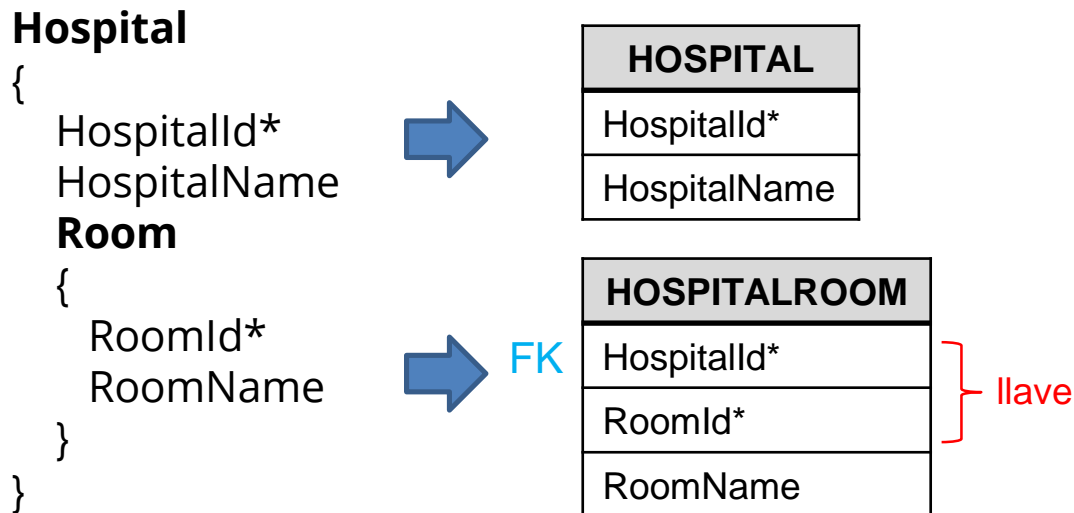 Hospital
{
HospitalId*
HospitalName
Room
{
RoomId*
RoomName
}
}
HOSPITAL
HospitalId*
HospitalName
HOSPITALROOM
FK
HospitalId*
RoomId*
llave
RoomName